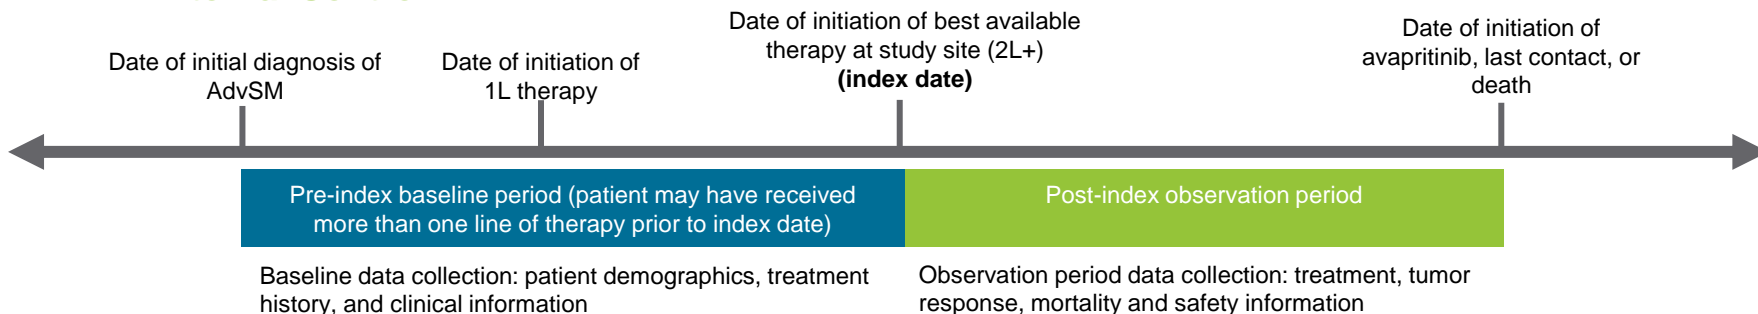 Date of initial diagnosis of
AdvSM
Date of initiation of
1L therapy
Date of initiation of best available
therapy at study site (2L+)
(index date)
Date of initiation of
avapritinib, last contact, or
death
Pre-index baseline period (patient may have received
more than one line of therapy prior to index date)
Post-index observation period
Baseline data collection: patient demographics, treatment
history, and clinical information
Observation period data collection: treatment, tumor
response, mortality and safety information